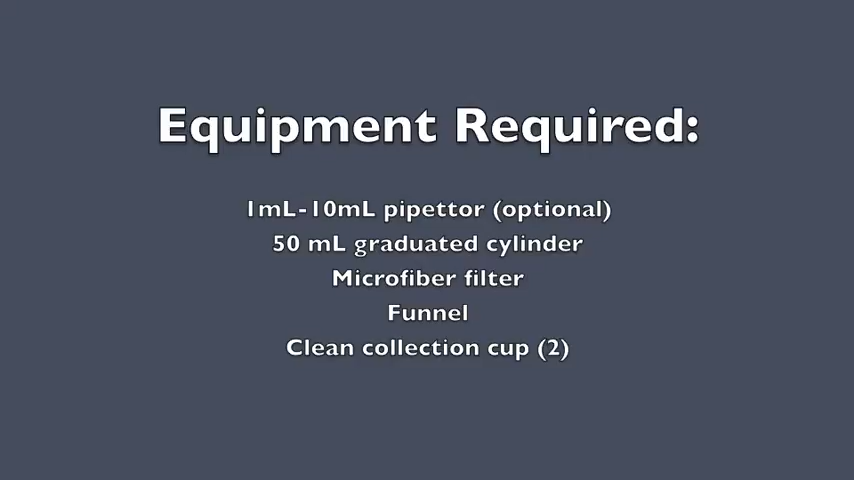 Equipment Required:
1mL-10mL pipettor (optional)
50 mL graduated cylinder
Microfiber filter
Funnel
Clean collection cup (2)